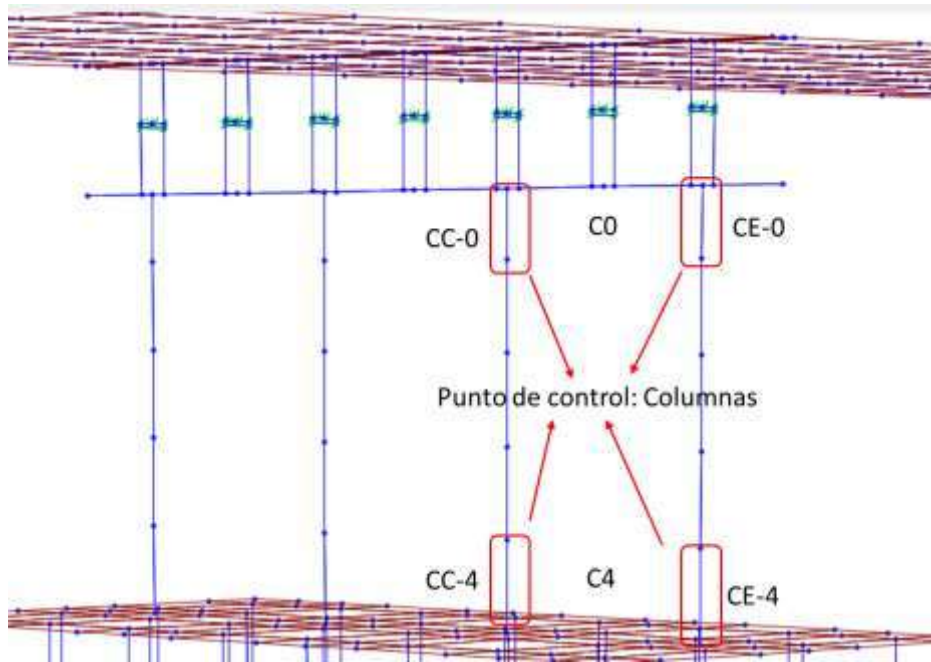 CC-0
C0
CE-0
Punto de control: Columnas
CC-4
C4
CE-4